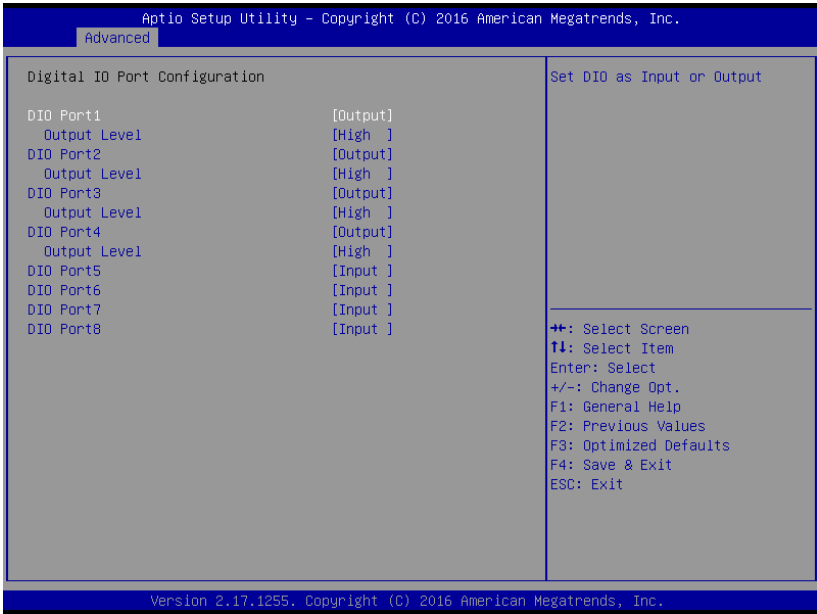 Aptio Setup Utility – Copyright (C) 2016 American Megatrends, Inc.
Advanced
Digital IO Port Configuration
DIO Port1 [Output]
Output Level [High ]
DIO Port2 [Output]
Output Level [High ]
DIO Port3 [Output]
Output Level [High ]
DIO Port4 [Output]
Output Level [High ]
DIO Port5 [Input ]
DIO Port6 [Input ]
DIO Port7 [Input ]
DIO Port8 [Input ]
Set DIO as Input or Output
→←: Select Screen
↑↓: Select Item
Enter: Select
+/-: Change Opt.
F1: General Help
F2: Previous Values
F3: Optimized Defaults
F4: Save & Exit
ESC: Exit
Version 2.17.1255. Copyright (C) 2016 American Megatrends, Inc.